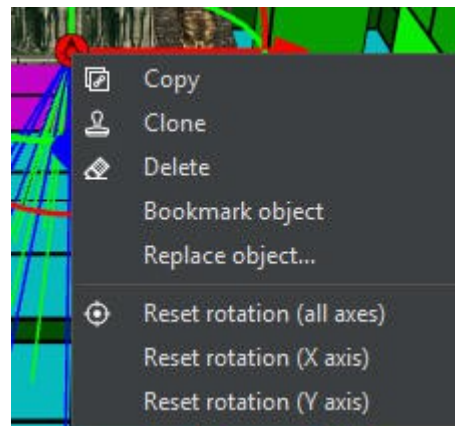 Copy
Clone
Delete
Bookmark object
Replace object...
Reset rotation (all axes)
Reset rotation (X axis)
Reset rotation (Y axis)